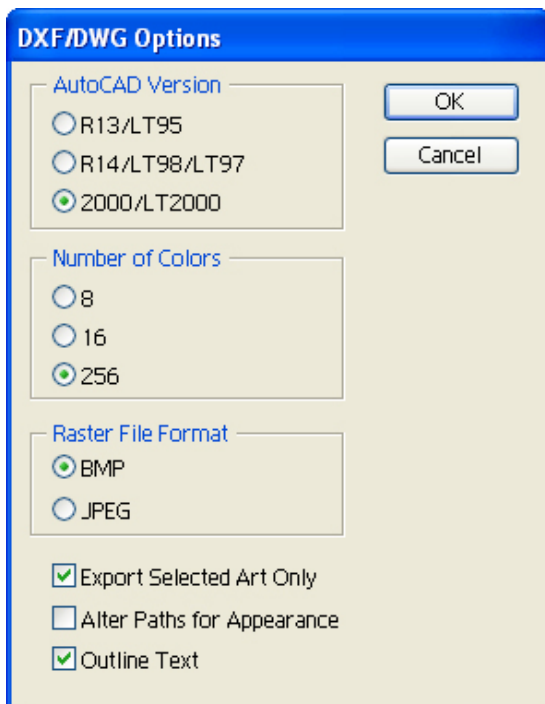 DXF/DWG Options
AutoCAD Version
R13/LT95
R14/LT98/LT97
2000/LT2000
OK
Cancel
Number of Colors
8
16
256
Raster File Format
BMP
JPEG
Export Selected Art Only
Alter Paths for Appearance
Outline Text